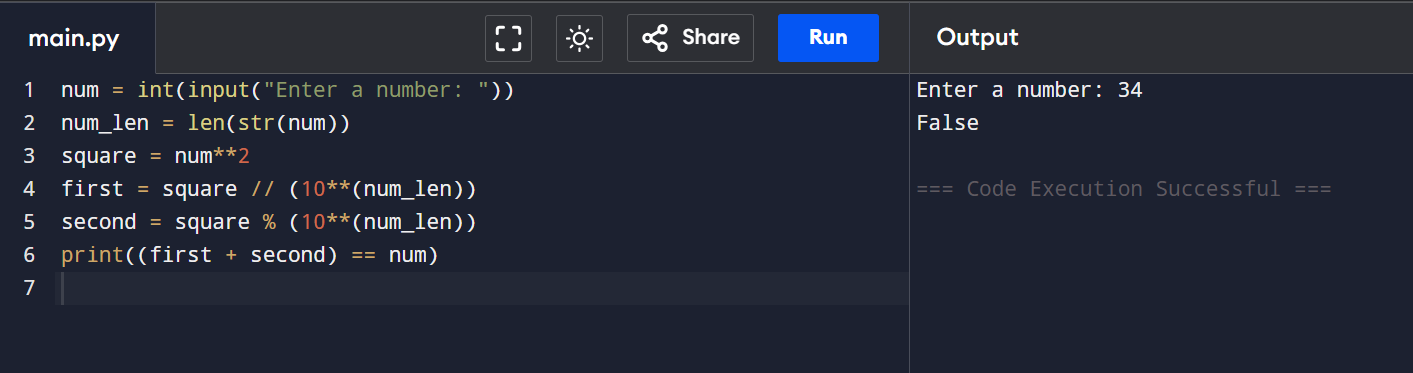 main.py
Share
Run
Output
1 num = int(input("Enter a number: "))
2 num_len = len(str(num))
3 square = num**2
4 first = square // (10**(num_len))
5 second = square % (10**(num_len))
6 print((first + second) == num)
7
Enter a number: 34
False
=== Code Execution Successful ===